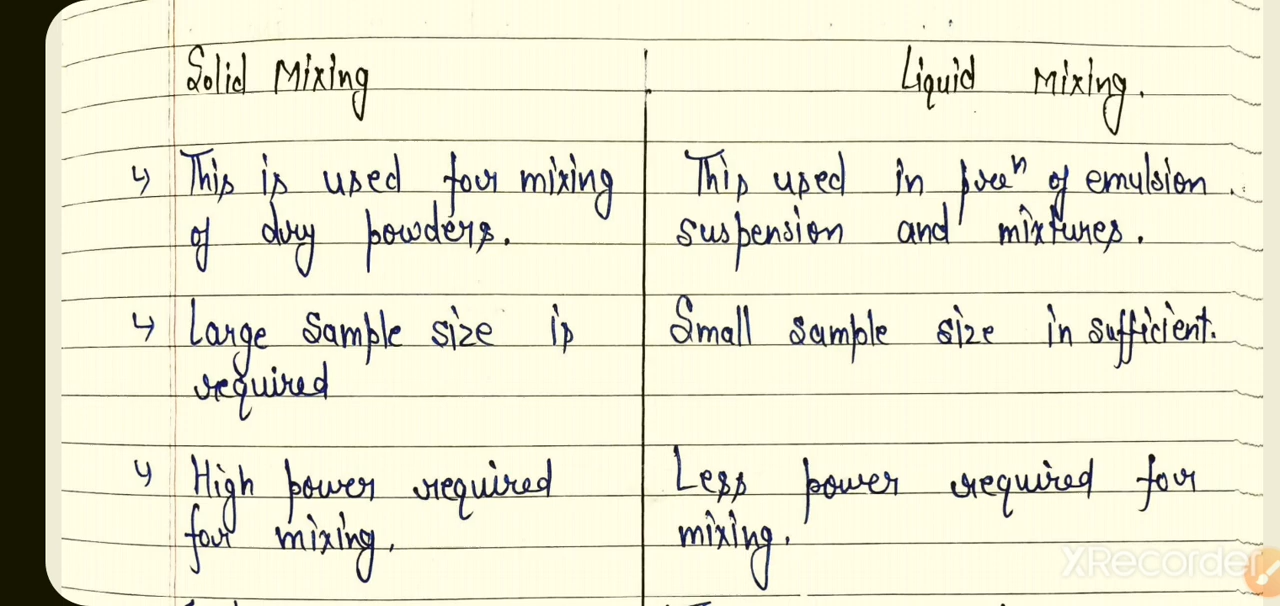 Solid Mixing
Liquid Mixing.
↳ This is used for mixing
of dry powders.
This used in preⁿ of emulsion
suspension and mixtures.
↳ Large sample size is
required
Small sample size in sufficient.
↳ High power required
for mixing.
Less power required for
mixing.
XRecorder